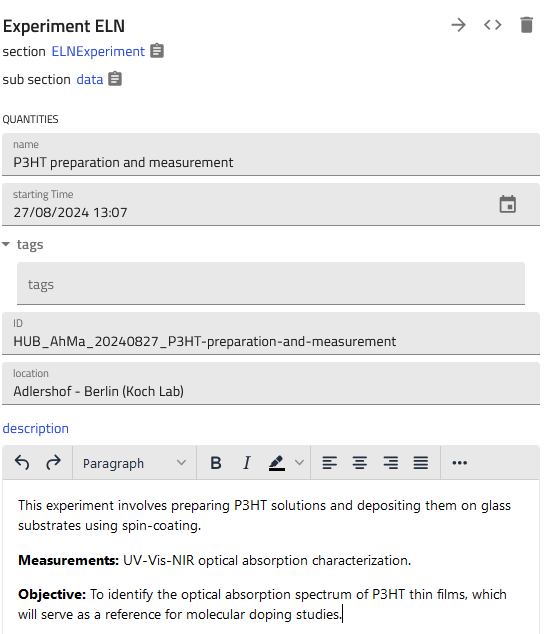 Experiment ELN
section ELNExperiment
sub section data
QUANTITIES
name
P3HT preparation and measurement
starting Time
27/08/2024 13:07
tags
tags
ID
HUB_AhMa_20240827_P3HT-preparation-and-measurement
location
Adlershof - Berlin (Koch Lab)
description
Paragraph B I
This experiment involves preparing P3HT solutions and depositing them on glass
substrates using spin-coating.
Measurements: UV-Vis-NIR optical absorption characterization.
Objective: To identify the optical absorption spectrum of P3HT thin films, which
will serve as a reference for molecular doping studies.